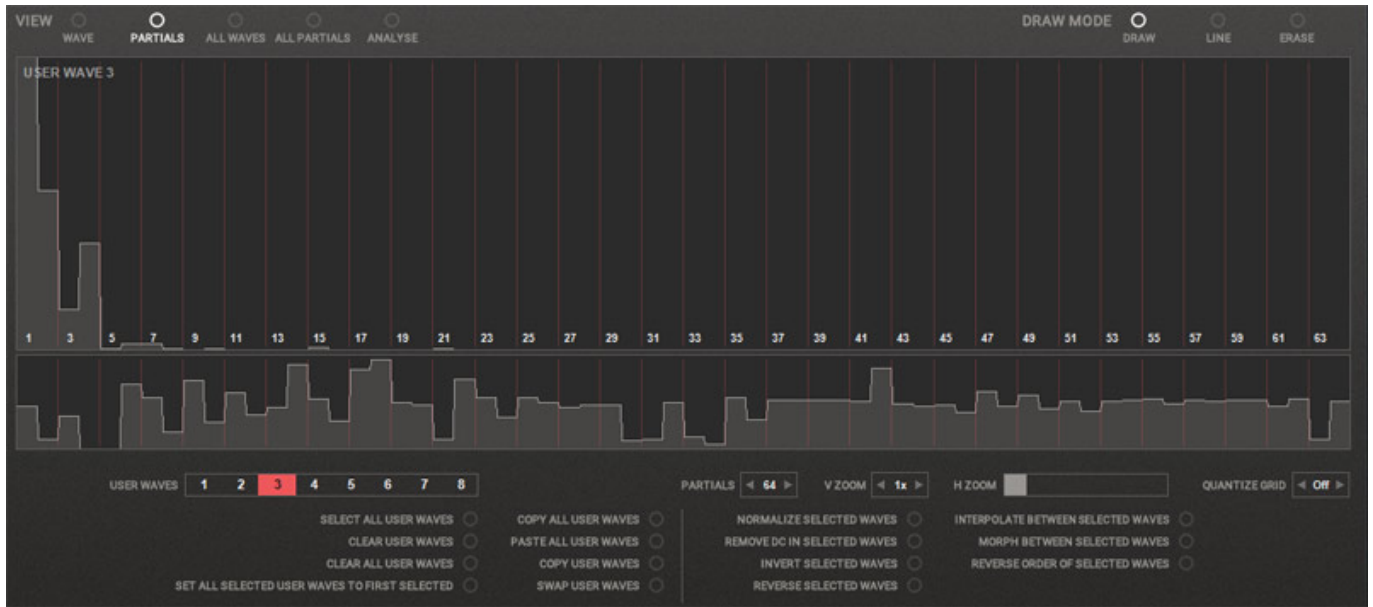 VIEW WAVE PARTIALS ALL WAVES ALL PARTIALS ANALYSE DRAW MODE DRAW LINE ERASE
USER WAVE 3
1 3 5 7 9 11 13 15 17 19 21 23 25 27 29 31 33 35 37 39 41 43 45 47 49 51 53 55 57 59 61 63
USER WAVES 1 2 3 4 5 6 7 8 PARTIALS 64 V ZOOM 1x H ZOOM QUANTIZE GRID Off
SELECT ALL USER WAVES COPY ALL USER WAVES NORMALIZE SELECTED WAVES INTERPOLATE BETWEEN SELECTED WAVES
CLEAR USER WAVES PASTE ALL USER WAVES REMOVE DC IN SELECTED WAVES MORPH BETWEEN SELECTED WAVES
CLEAR ALL USER WAVES COPY USER WAVES INVERT SELECTED WAVES REVERSE ORDER OF SELECTED WAVES
SET ALL SELECTED USER WAVES TO FIRST SELECTED SWAP USER WAVES REVERSE SELECTED WAVES